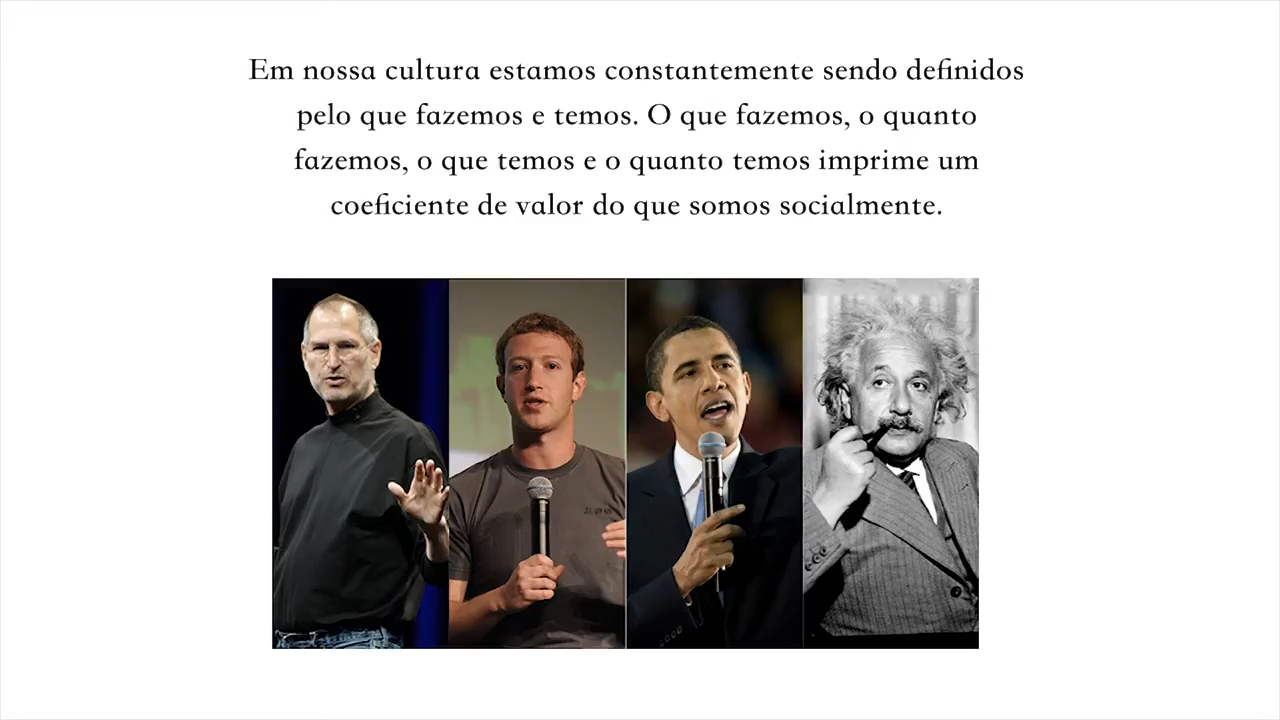 Em nossa cultura estamos constantemente sendo definidos
pelo que fazemos e temos. O que fazemos, o quanto
fazemos, o que temos e o quanto temos imprime um
coeficiente de valor do que somos socialmente.